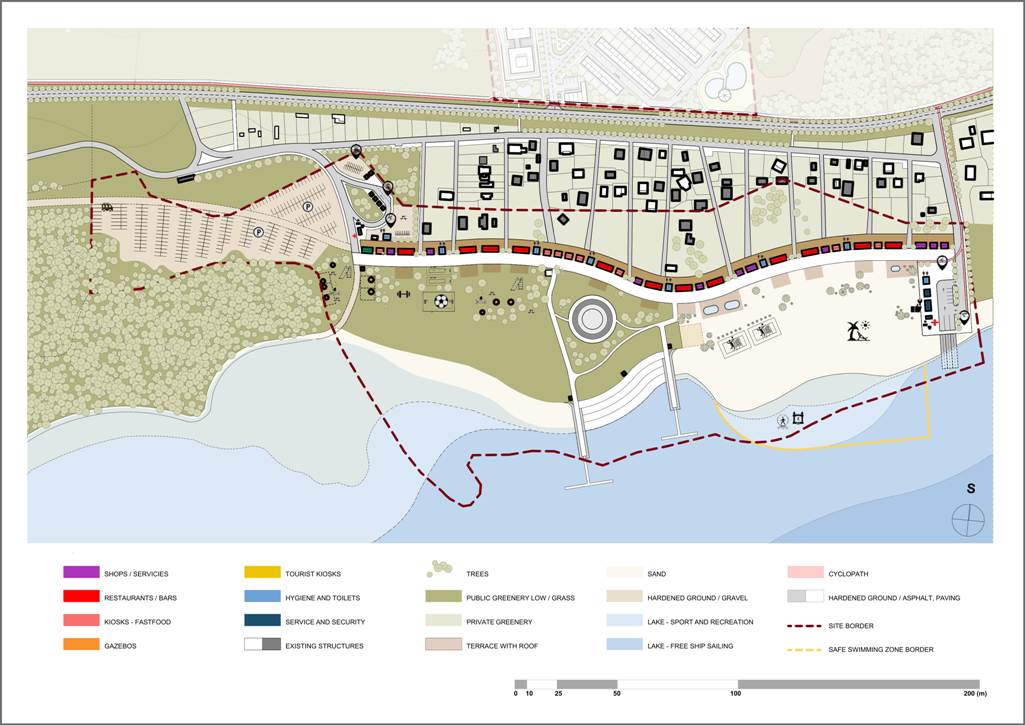 P
P
S
SHOPS / SERVICIES
RESTAURANTS / BARS
KIOSKS - FASTFOOD
GAZEBOS
TOURIST KIOSKS
HYGIENE AND TOILETS
SERVICE AND SECURITY
EXISTING STRUCTURES
TREES
PUBLIC GREENERY LOW / GRASS
PRIVATE GREENERY
TERRACE WITH ROOF
SAND
HARDENED GROUND / GRAVEL
LAKE - SPORT AND RECREATION
LAKE - FREE SHIP SAILING
CYCLOPATH
HARDENED GROUND / ASPHALT, PAVING
SITE BORDER
SAFE SWIMMING ZONE BORDER
0 10 25 50 100 200 (m)